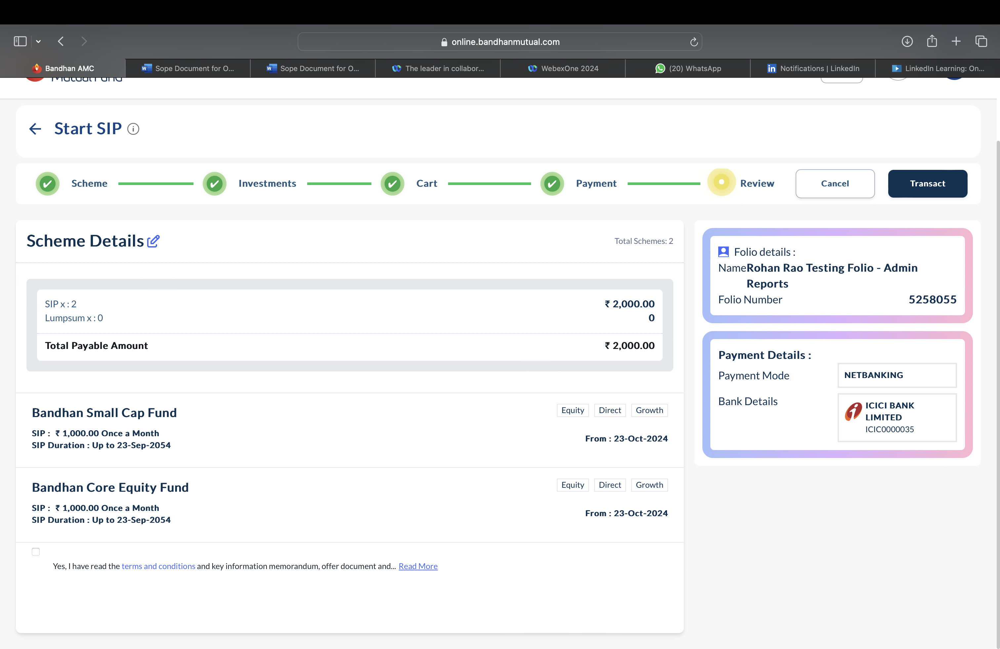 online.bandhanmutual.com
Bandhan AMC
Sope Document for O...
Sope Document for O...
The leader in collabor...
WebexOne 2024
(20) WhatsApp
Notifications | LinkedIn
LinkedIn Learning: On...
Mutual Fund
Start SIP
Scheme
Investments
Cart
Payment
Review
Cancel
Transact
Scheme Details
Total Schemes: 2
SIP x : 2
₹ 2,000.00
Lumpsum x : 0
0
Total Payable Amount
₹ 2,000.00
Bandhan Small Cap Fund
Equity
Direct
Growth
SIP : ₹ 1,000.00 Once a Month
SIP Duration : Up to 23-Sep-2054
From : 23-Oct-2024
Bandhan Core Equity Fund
Equity
Direct
Growth
SIP : ₹ 1,000.00 Once a Month
SIP Duration : Up to 23-Sep-2054
From : 23-Oct-2024
Yes, I have read the terms and conditions and key information memorandum, offer document and... Read More
Folio details :
Name Rohan Rao Testing Folio - Admin
Reports
Folio Number
5258055
Payment Details :
Payment Mode
NETBANKING
Bank Details
ICICI BANK
LIMITED
ICIC0000035